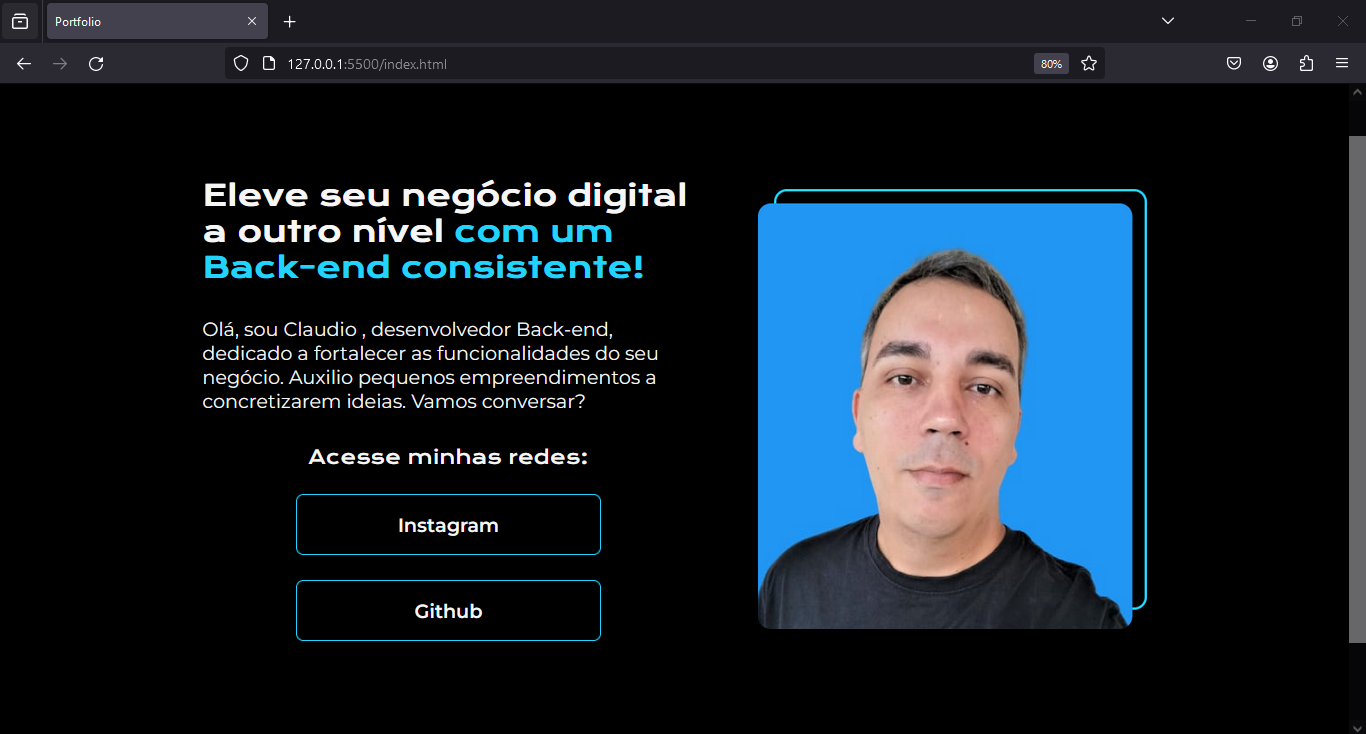 Portfolio
127.0.0.1:5500/index.html
80%
Eleve seu negócio digital
a outro nível com um
Back-end consistente!
Olá, sou Claudio , desenvolvedor Back-end,
dedicado a fortalecer as funcionalidades do seu
negócio. Auxilio pequenos empreendimentos a
concretizarem ideias. Vamos conversar?
Acesse minhas redes:
Instagram
Github